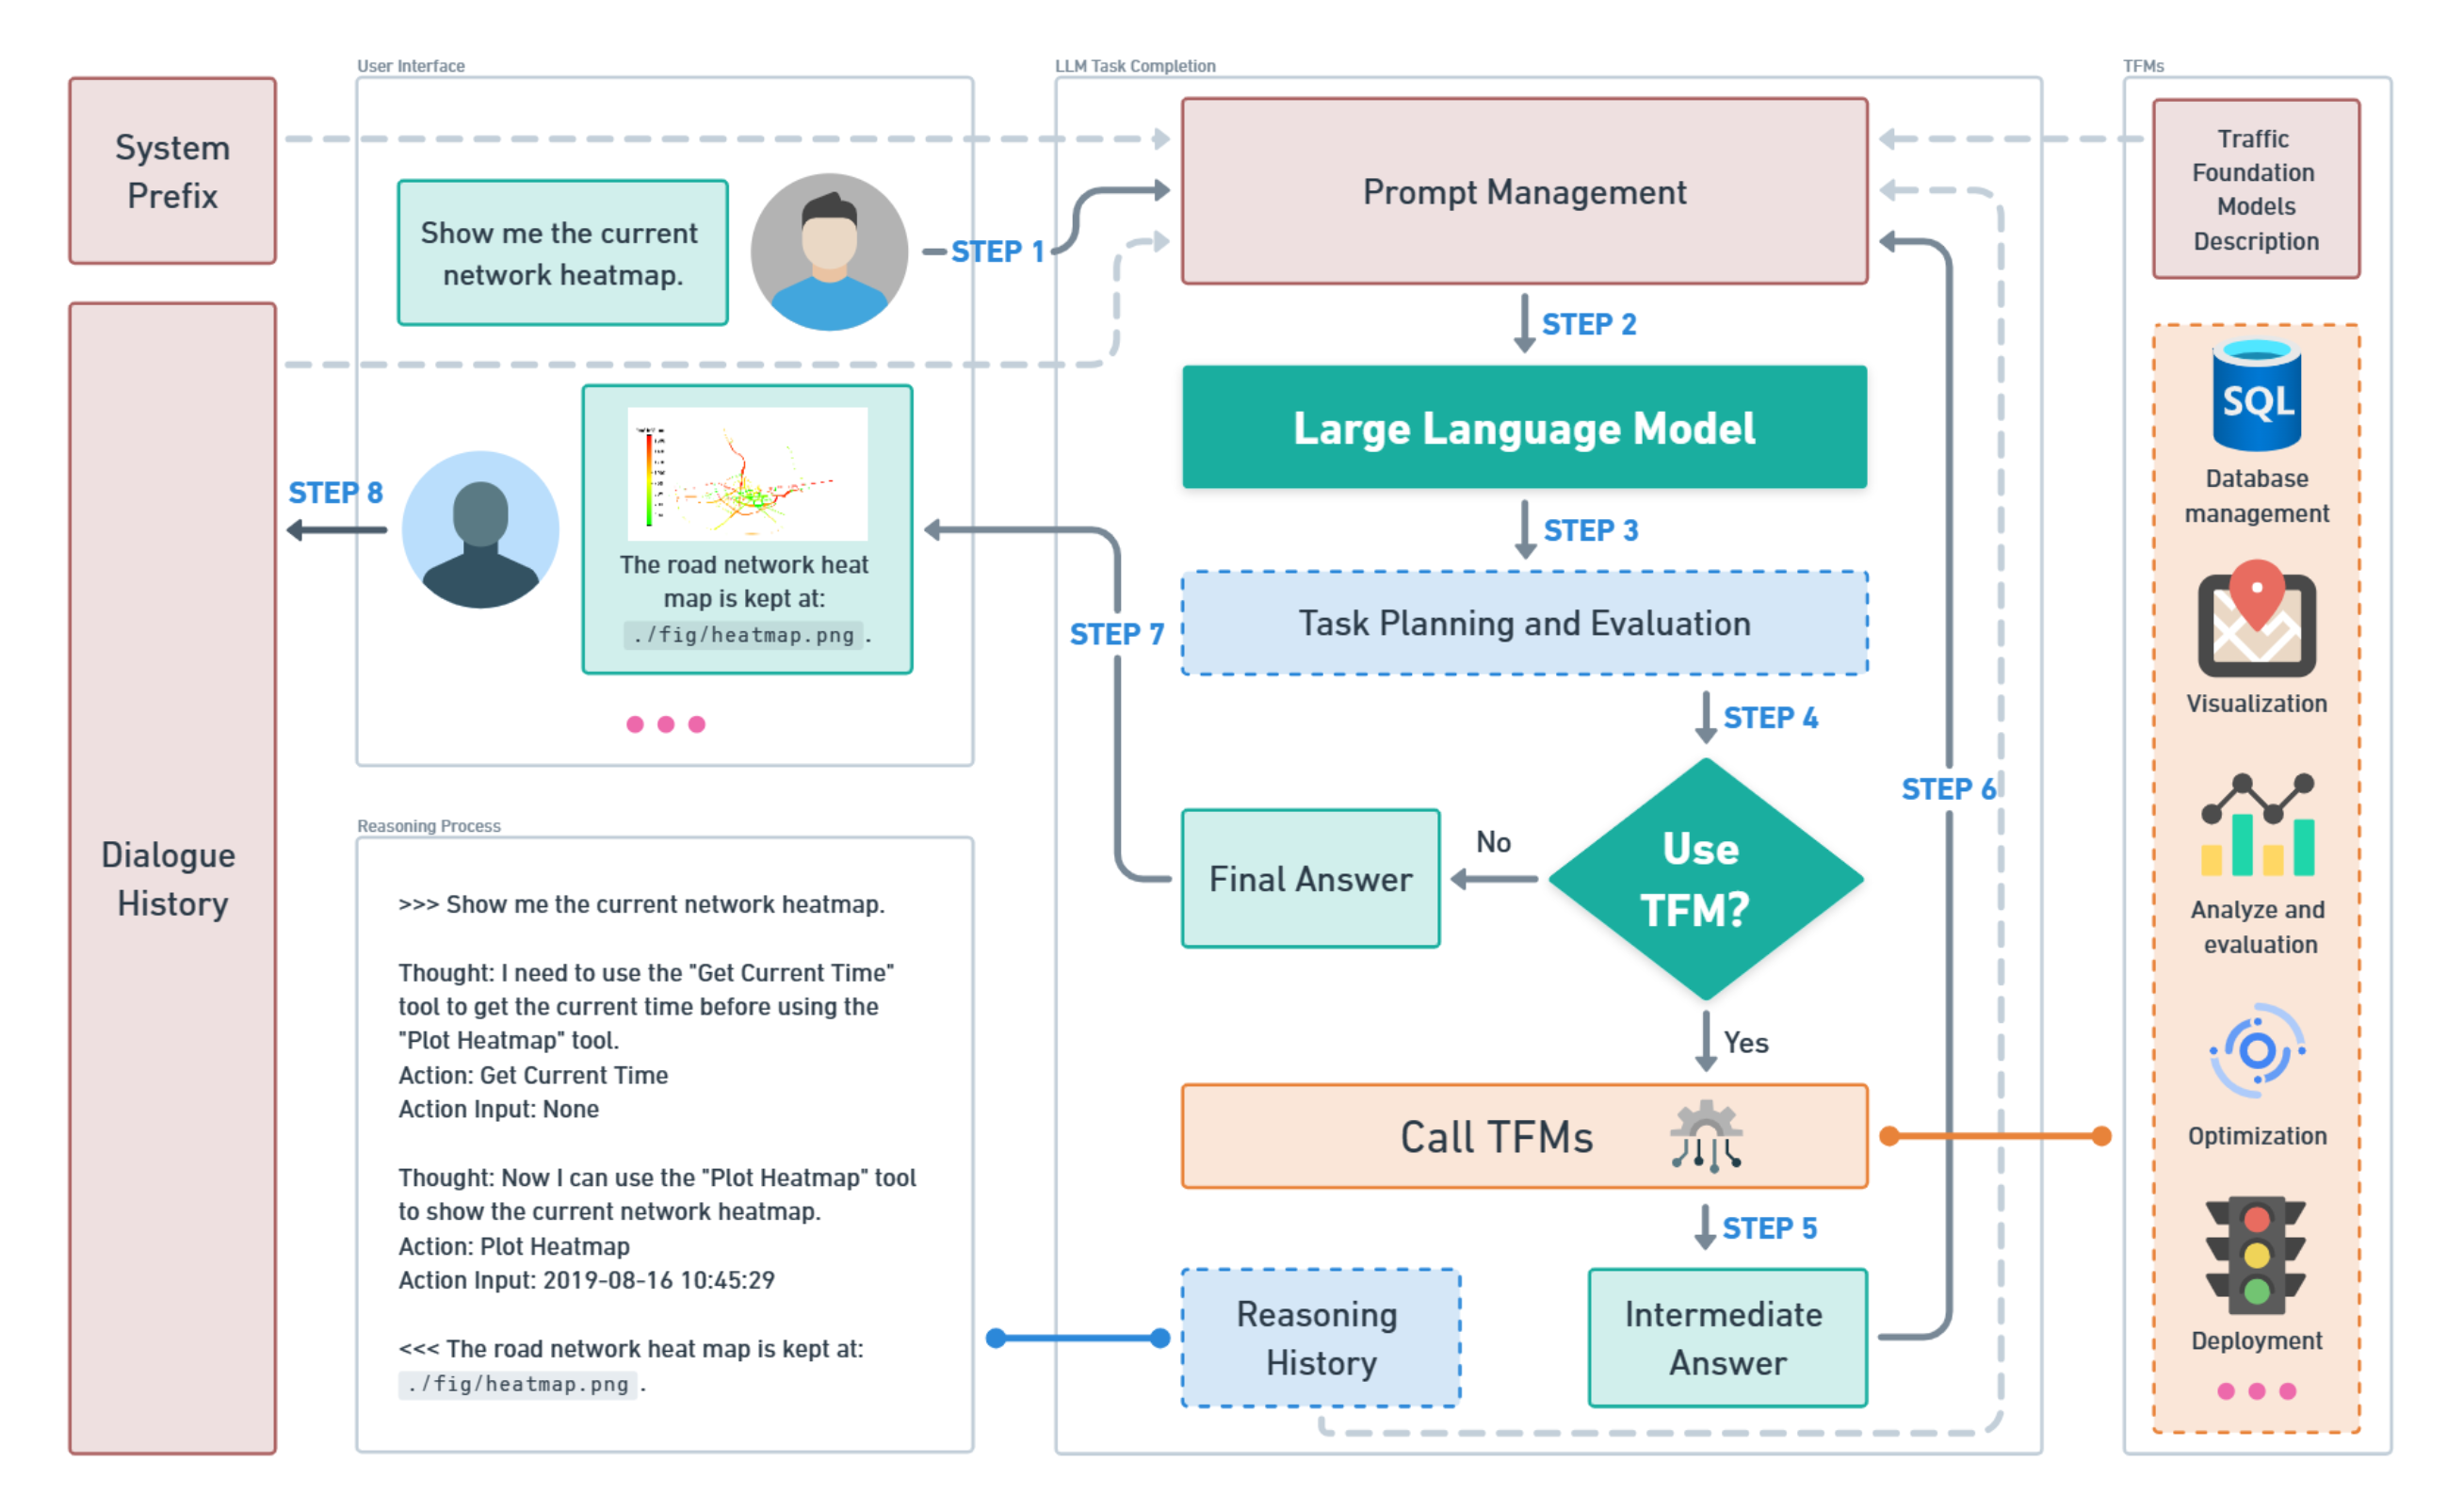 System
Prefix
Dialogue
History
User Interface
Show me the current
network heatmap.
STEP 1
STEP 8
The road network heat
map is kept at:
./fig/heatmap.png .
STEP 7
Reasoning Process
>>> Show me the current network heatmap.
Thought: I need to use the "Get Current Time"
tool to get the current time before using the
"Plot Heatmap" tool.
Action: Get Current Time
Action Input: None
Thought: Now I can use the "Plot Heatmap" tool
to show the current network heatmap.
Action: Plot Heatmap
Action Input: 2019-08-16 10:45:29
<<< The road network heat map is kept at:
./fig/heatmap.png .
LLM Task Completion
Prompt Management
STEP 2
Large Language Model
STEP 3
Task Planning and Evaluation
STEP 4
Use
TFM?
No
Final Answer
Yes
STEP 6
Call TFMs
STEP 5
Reasoning
History
Intermediate
Answer
TFMs
Traffic
Foundation
Models
Description
SQL
Database
management
Visualization
Analyze and
evaluation
Optimization
Deployment